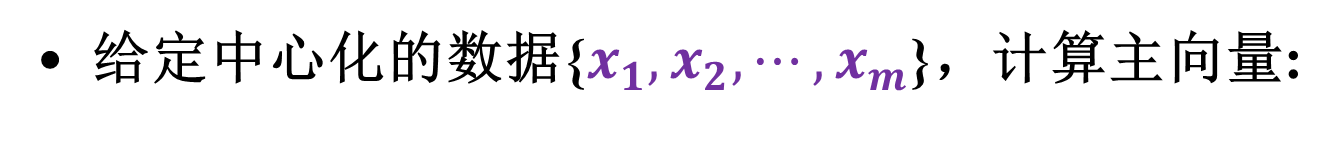 • 给定中心化的数据{x₁, x₂, ⋯ , xₘ}，计算主向量: